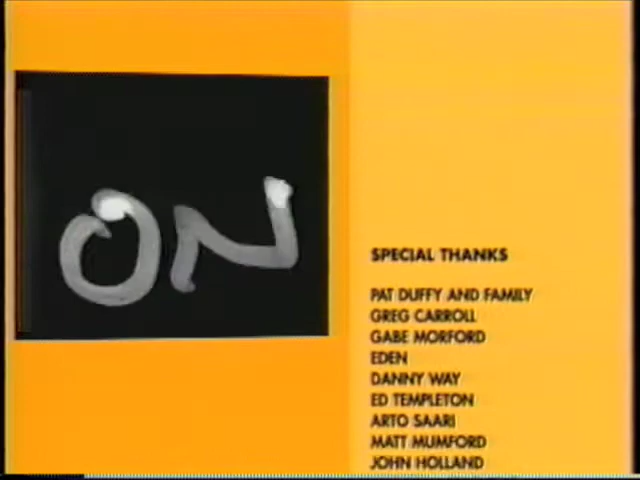 ON
SPECIAL THANKS
PAT DUFFY AND FAMILY
GREG CARROLL
GABE MORFORD
EDEN
DANNY WAY
ED TEMPLETON
ARTO SAARI
MATT MUMFORD
JOHN HOLLAND